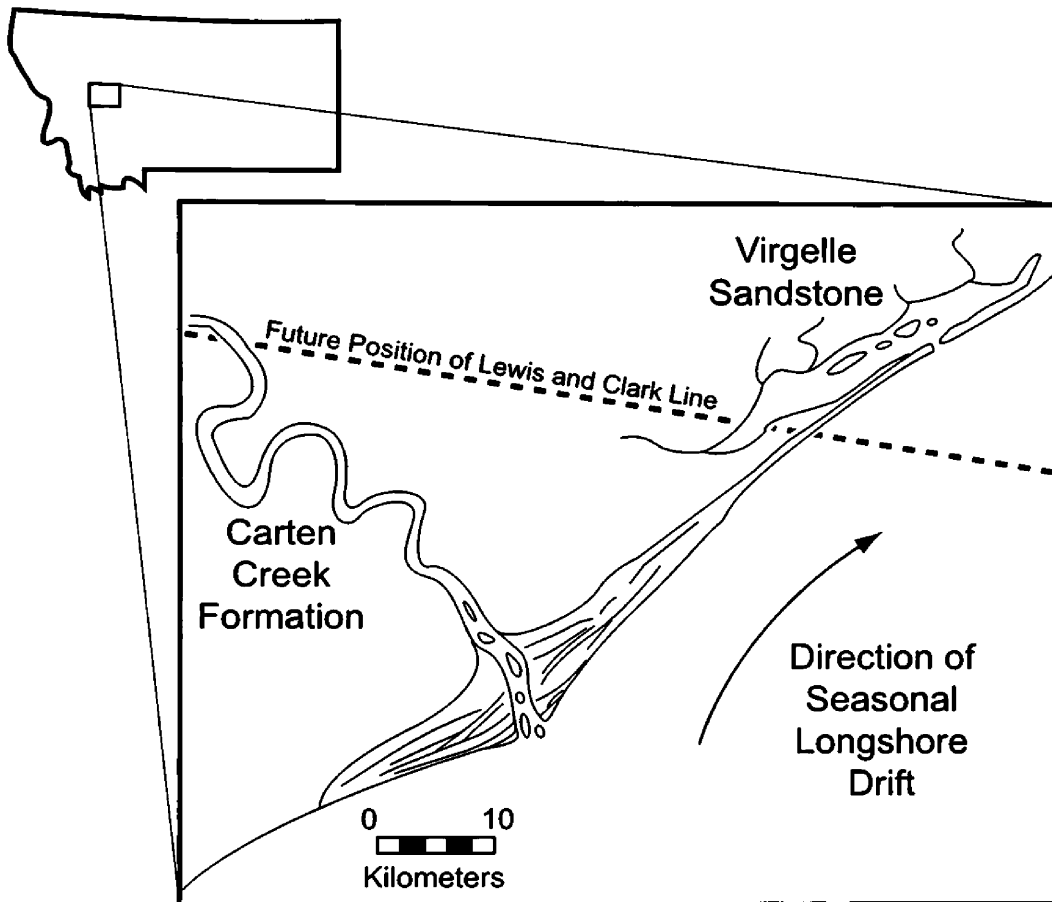 Virgelle
Sandstone
Future Position of Lewis and Clark Line
Carten
Creek
Formation
Direction of
Seasonal
Longshore
Drift
0 10
Kilometers